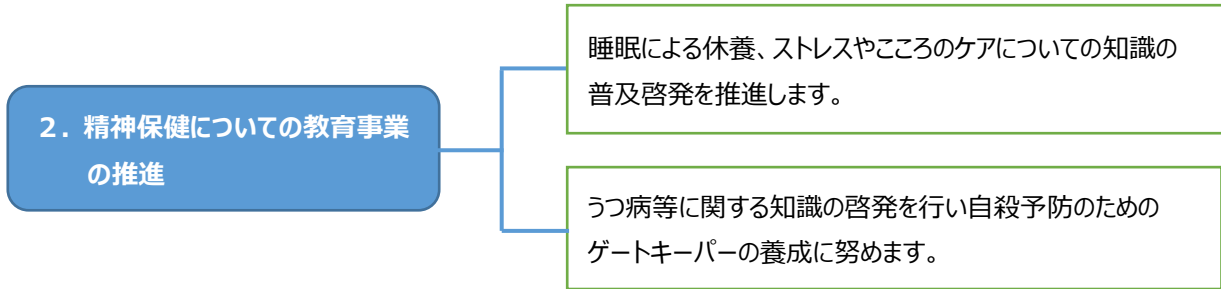 睡眠による休養、ストレスやこころのケアについての知識の
普及啓発を推進します。
2. 精神保健についての教育事業
の推進
うつ病等に関する知識の啓発を行い自殺予防のための
ゲートキーパーの養成に努めます。